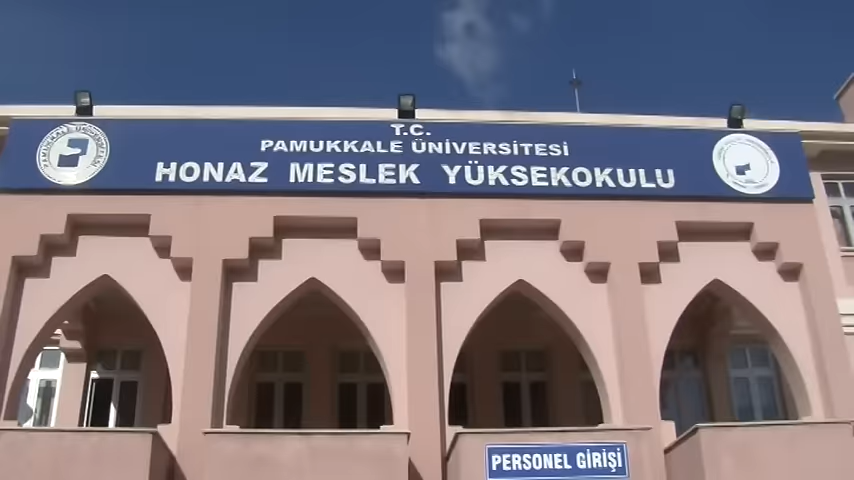 T.C.
PAMUKKALE ÜNİVERSİTESİ
HONAZ MESLEK YÜKSEKOKULU
PERSONEL GİRİŞİ